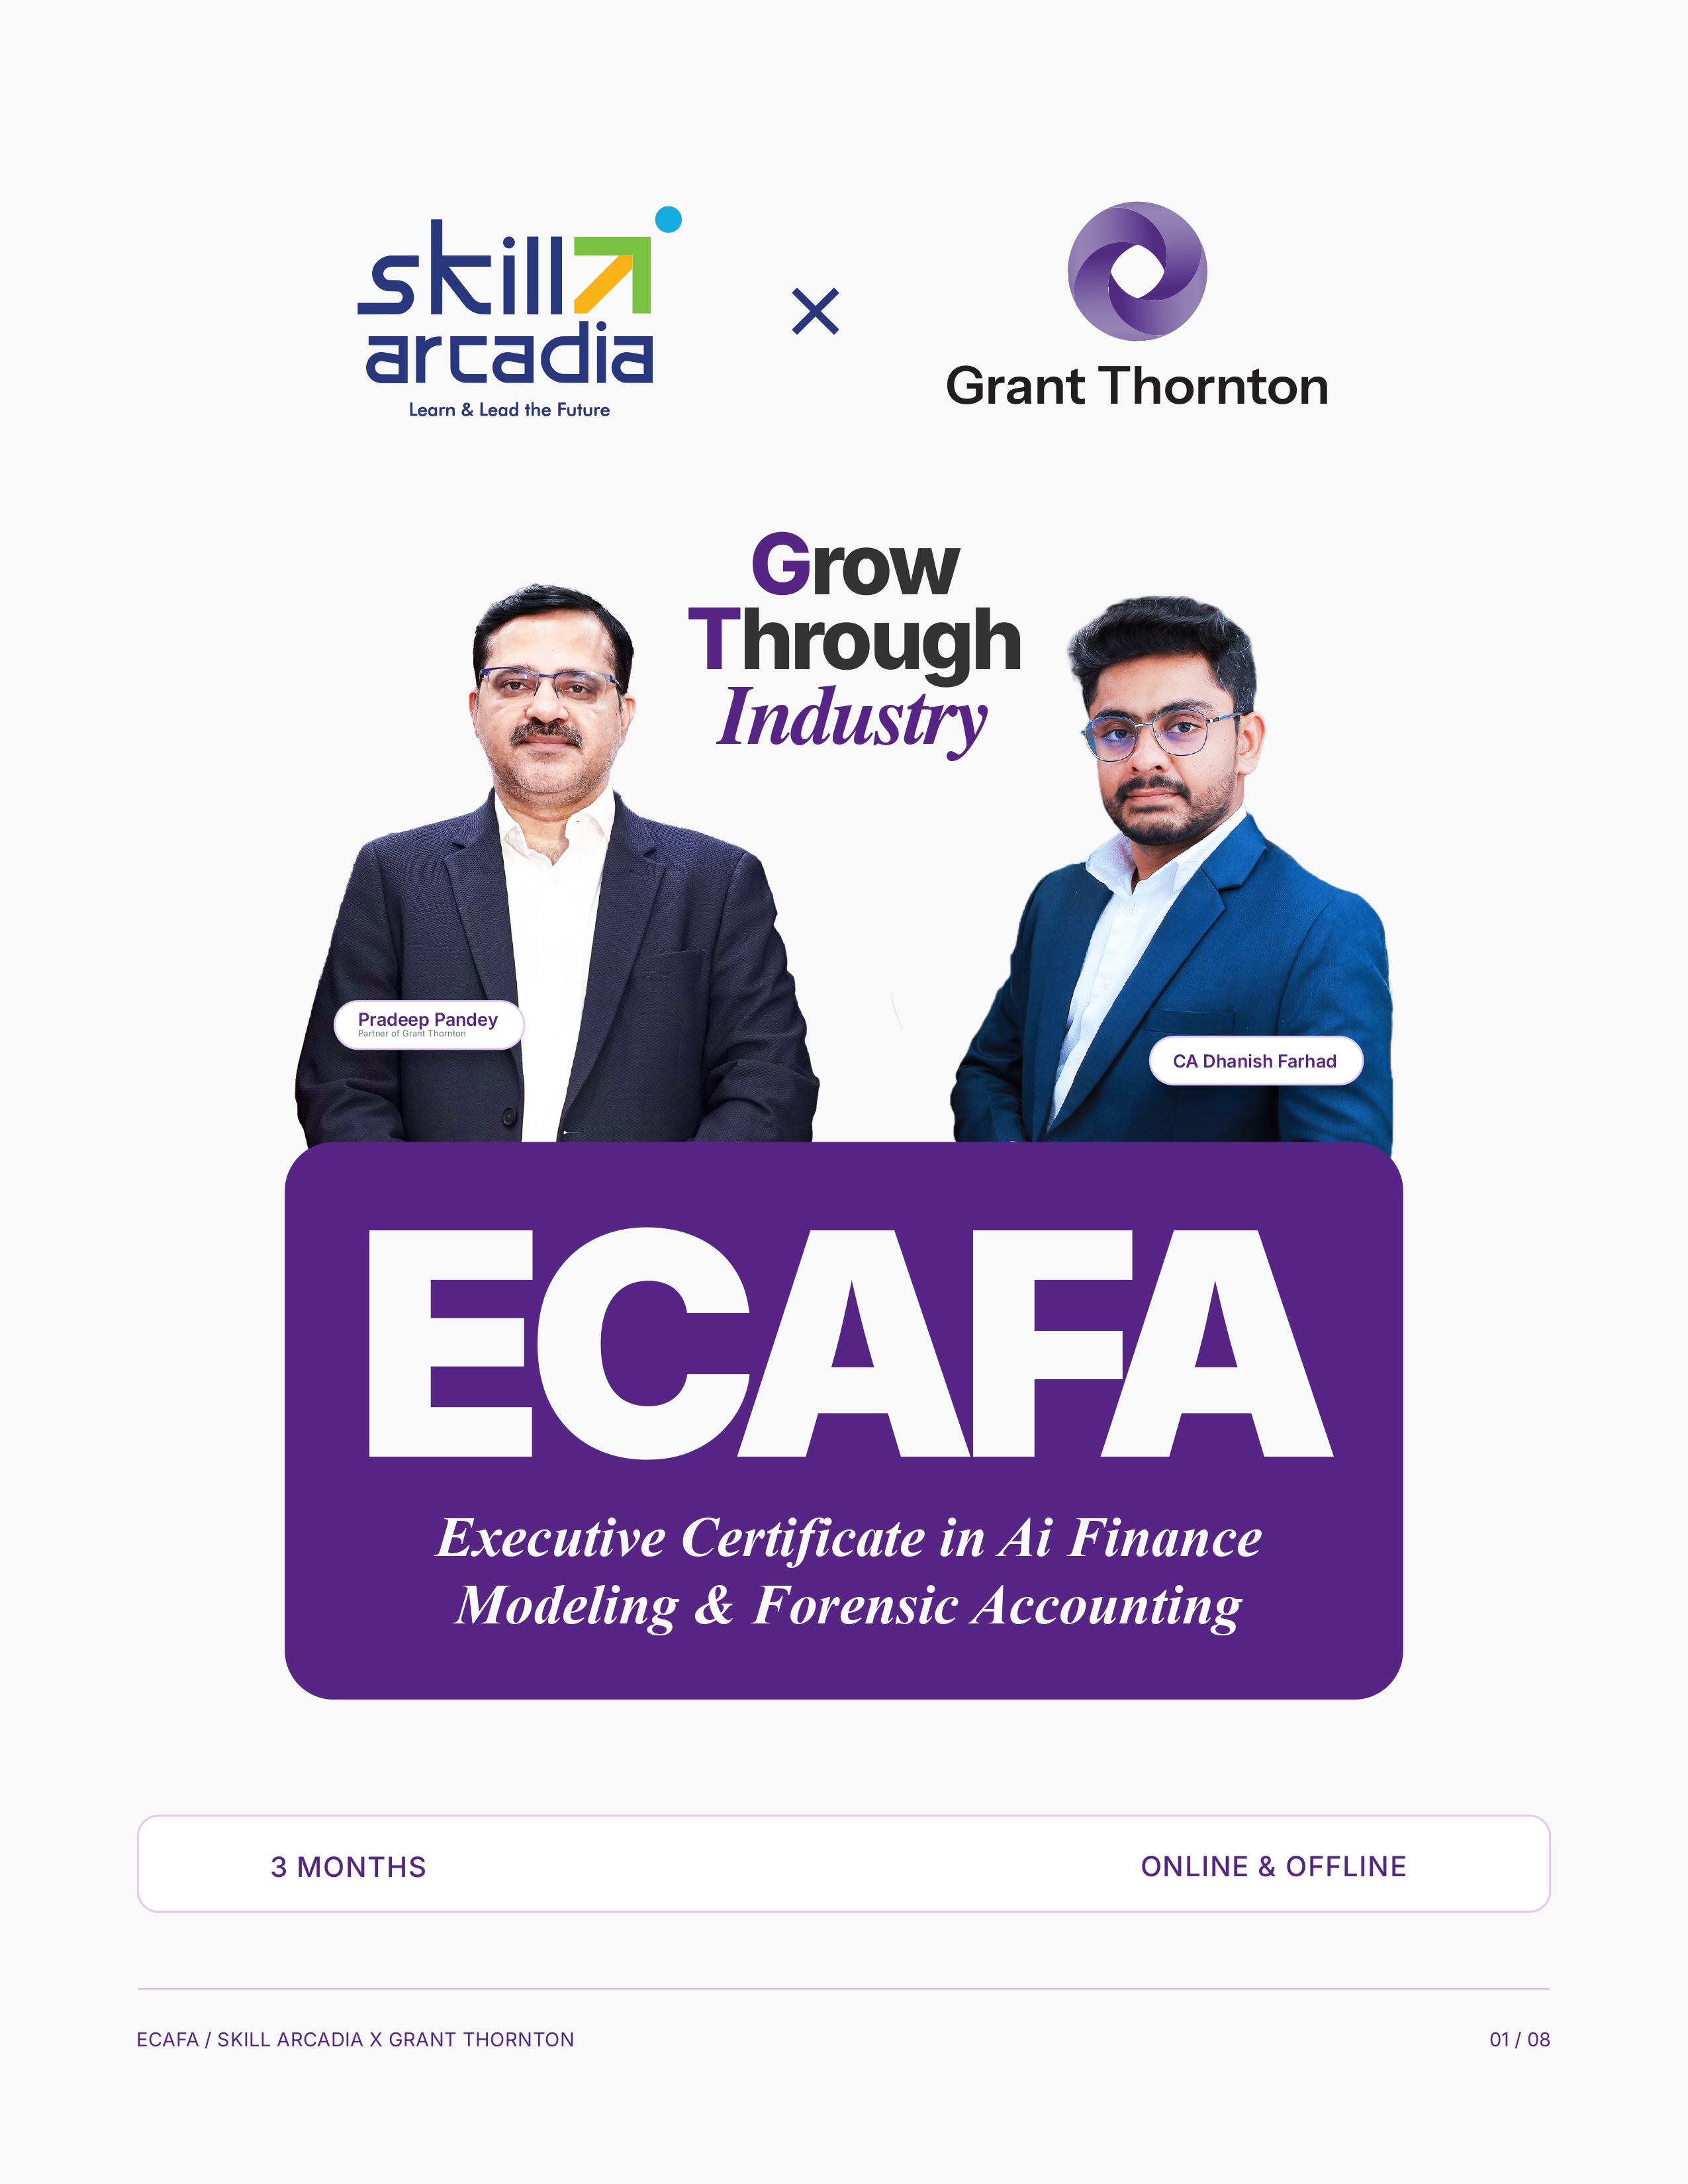 skill
arcadia
Learn & Lead the Future
×
Grant Thornton
Grow
Through
Industry
Pradeep Pandey
Partner of Grant Thornton
CA Dhanish Farhad
ECAFA
Executive Certificate in Ai Finance
Modeling & Forensic Accounting
3 MONTHS
ONLINE & OFFLINE
ECAFA / SKILL ARCADIA X GRANT THORNTON
01 / 08